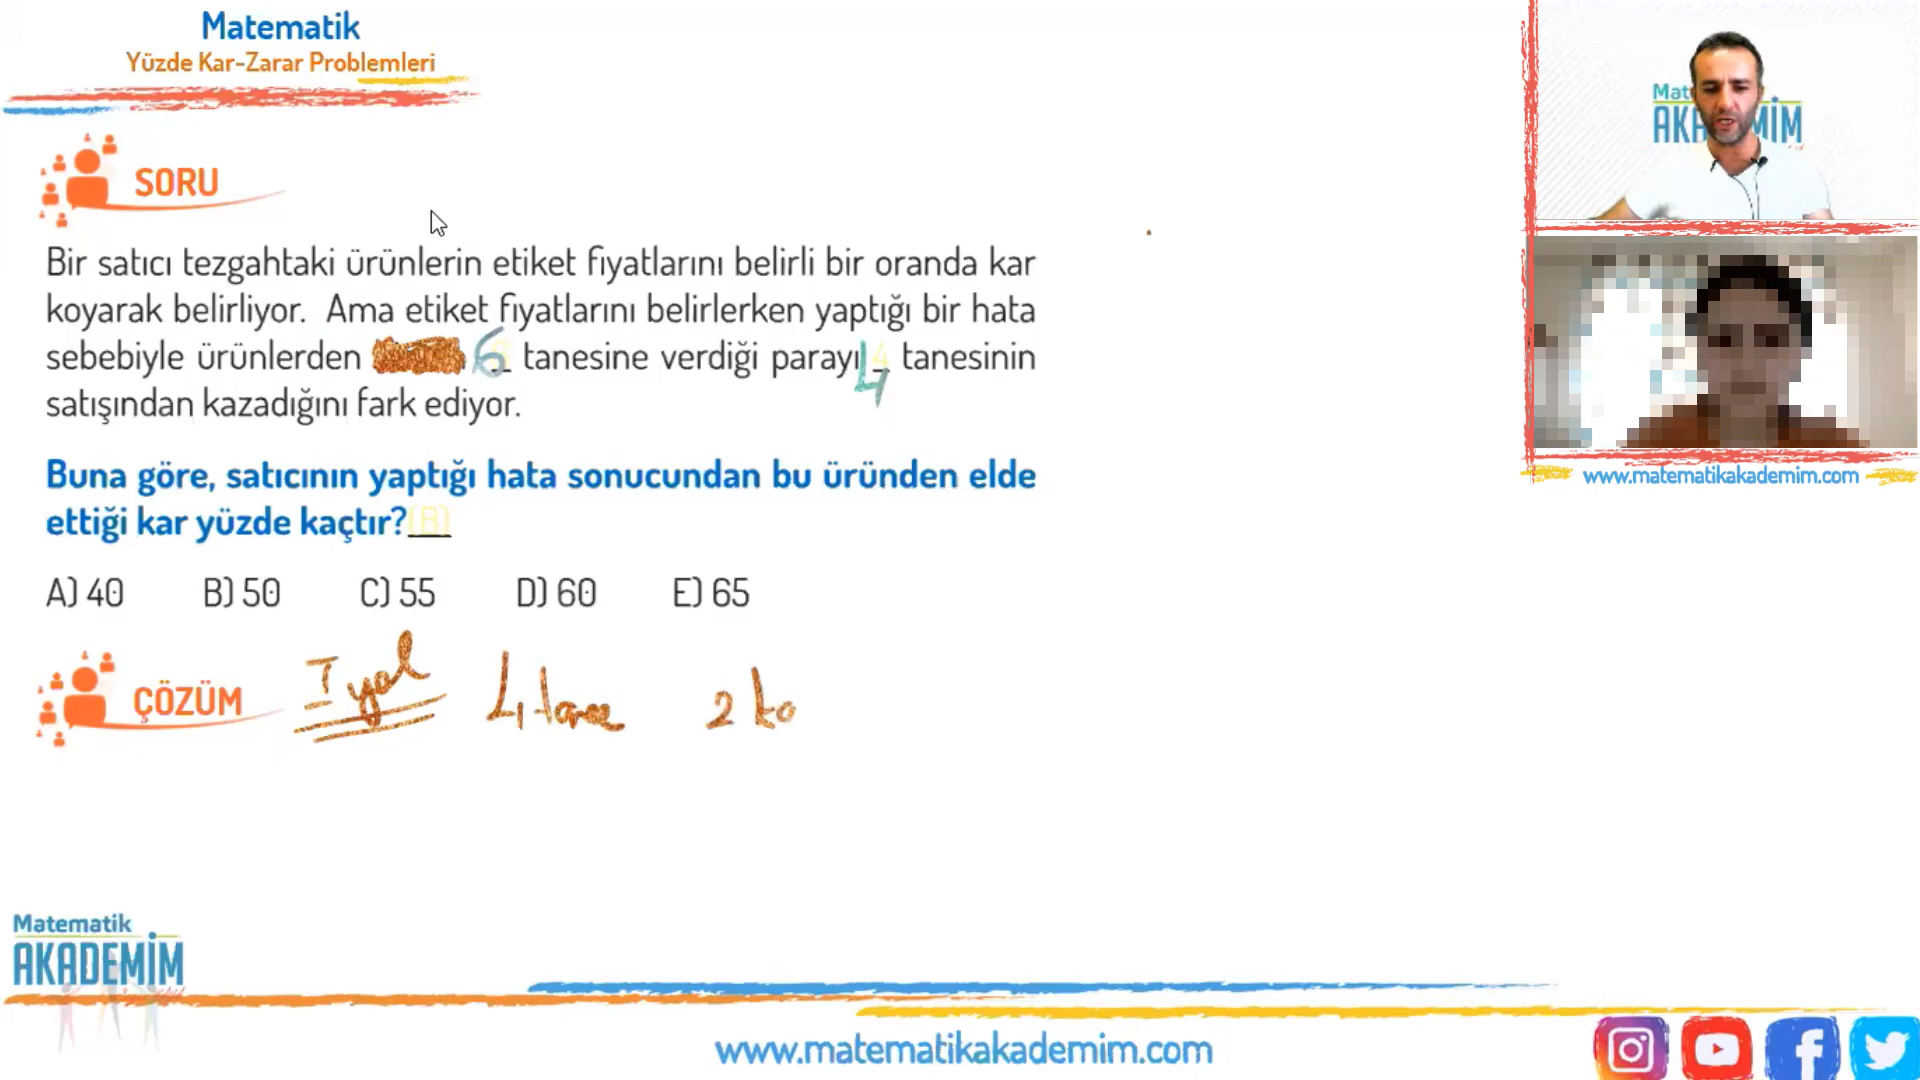 Matematik
Yüzde Kar-Zarar Problemleri
SORU
Bir satıcı tezgahtaki ürünlerin etiket fiyatlarını belirli bir oranda kar
koyarak belirliyor. Ama etiket fiyatlarını belirlerken yaptığı bir hata
sebebiyle ürünlerden 6 tanesine verdiği parayı 4 tanesinin
satışından kazadığını fark ediyor.
Buna göre, satıcının yaptığı hata sonucundan bu üründen elde
ettiği kar yüzde kaçtır? (B)
A) 40 B) 50 C) 55 D) 60 E) 65
ÇÖZÜM I yol 4 tane 2 ka
Matematik
AKADEMİM
www.matematikakademim.com
Mat
AKA MİM
www.matematikakademim.com